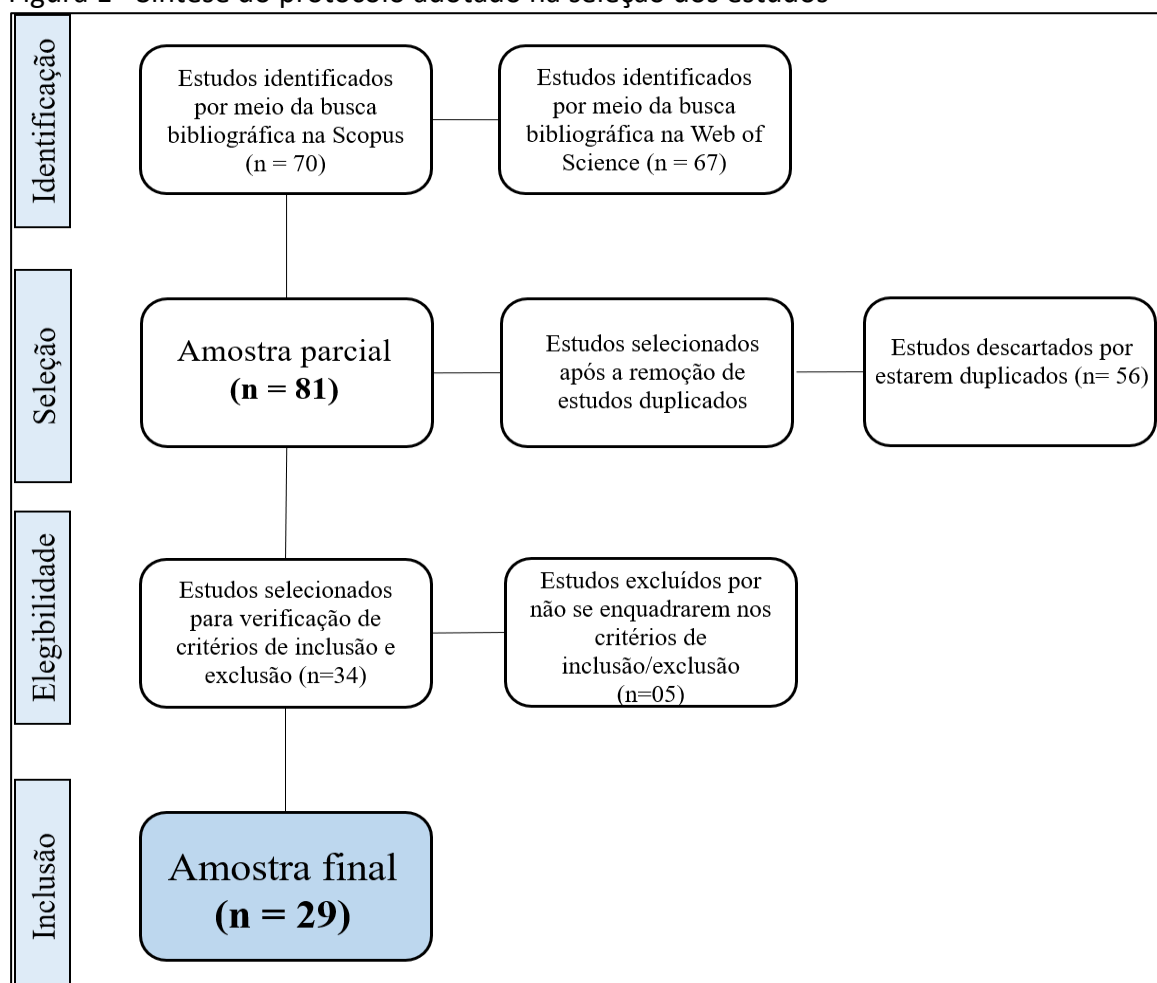 Figura 1 - Síntese do protocolo adotado na seleção dos estudos
Identificação
Estudos identificados
por meio da busca
bibliográfica na Scopus
(n = 70)
Estudos identificados
por meio da busca
bibliográfica na Web of
Science (n = 67)
Seleção
Amostra parcial
(n = 81)
Estudos selecionados
após a remoção de
estudos duplicados
Estudos descartados por
estarem duplicados (n= 56)
Elegibilidade
Estudos selecionados
para verificação de
critérios de inclusão e
exclusão (n=34)
Estudos excluídos por
não se enquadrarem nos
critérios de
inclusão/exclusão
(n=05)
Inclusão
Amostra final
(n = 29)